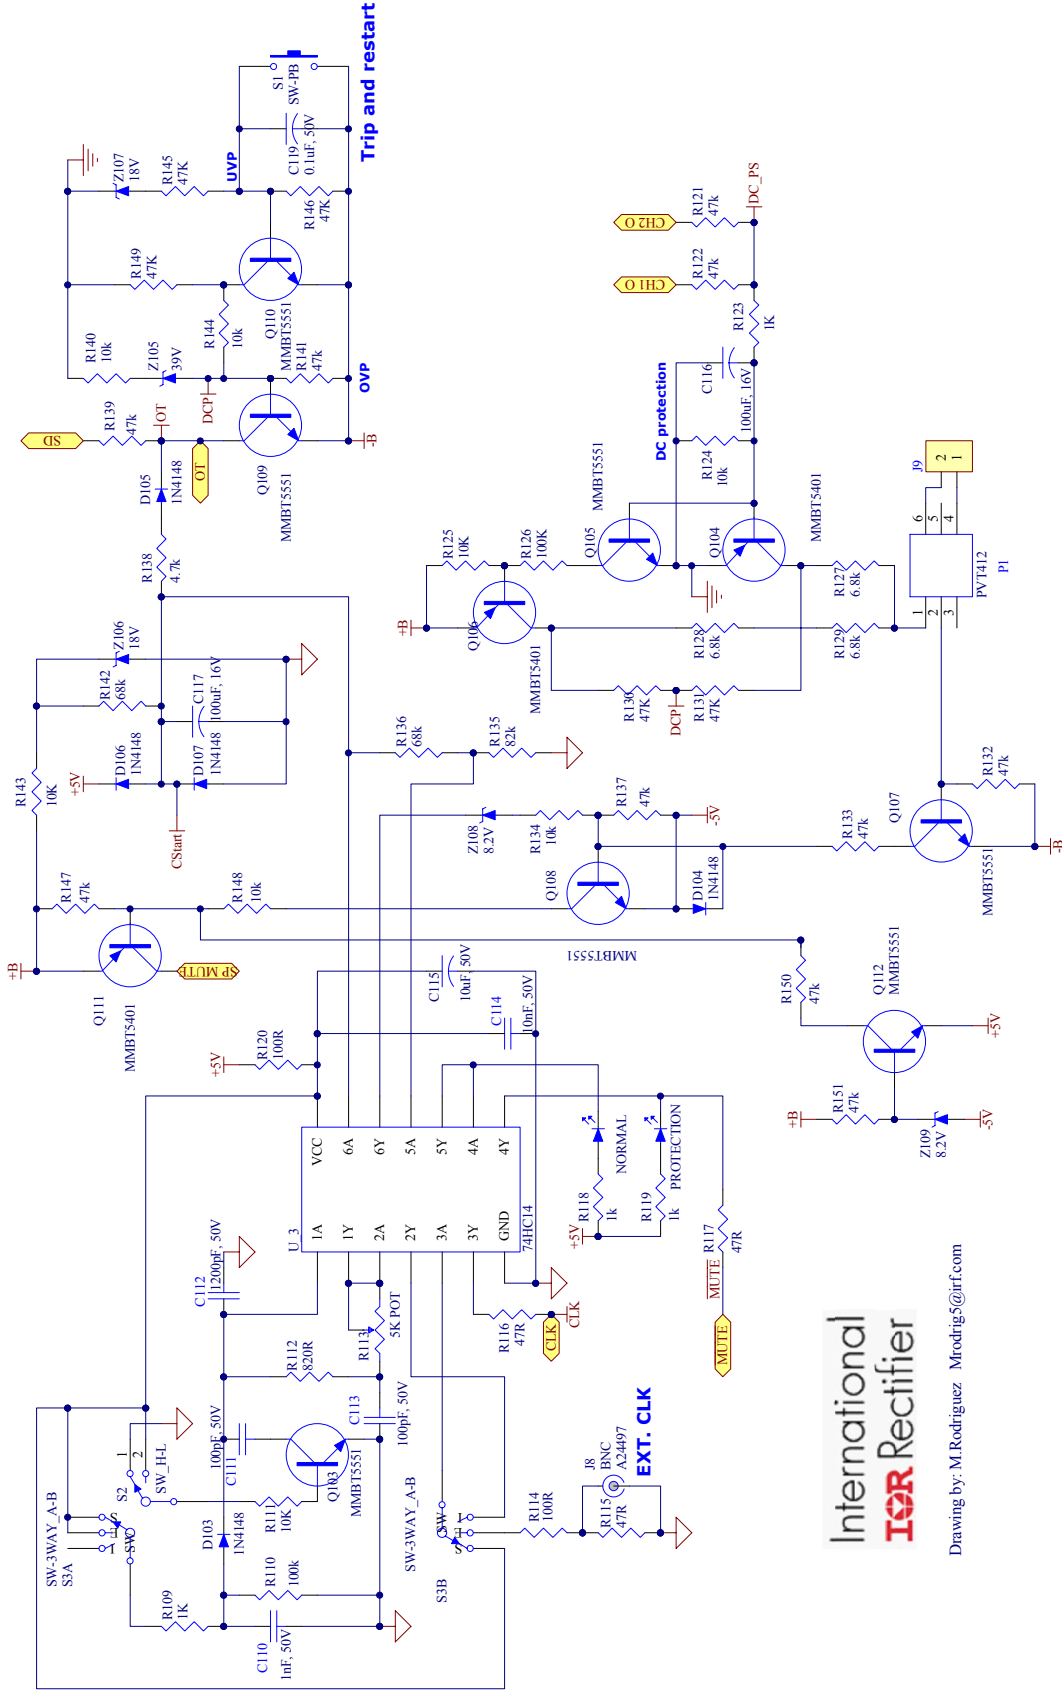 Trip and restart
S1
SW-PB
C119
0.1uF, 50V
UVP
Z107
18V
R145
47K
R146
47K
R149
47K
Q110
MMBT5551
R144
10k
R140
10k
Z105
39V
DCP
R141
47k
OVP
-B
SD
R139
47k
OT
OT
Q109
MMBT5551
D105
1N4148
R138
4.7k
Z106
18V
R142
68k
C117
100uF, 16V
R143
10K
+5V
D106
1N4148
D107
1N4148
CStart
R147
47k
R148
10k
+B
Q111
MMBT5401
SP MUTE
DC_PS
CH2 O
R121
47k
CH1 O
R122
47k
R123
1K
DC protection
C116
100uF, 16V
R124
10k
Q105
MMBT5551
Q104
MMBT5401
R125
10K
R126
100K
+B
Q106
MMBT5401
R127
6.8k
R128
6.8k
R129
6.8k
R130
47K
DCP
R131
47K
J9
2
1
6
5
4
1
2
3
PVT412
P1
R136
68k
R135
82k
Z108
8.2V
R134
10k
R137
47k
-5V
Q108
MMBT5551
D104
1N4148
R133
47k
Q107
MMBT5551
R132
47k
-B
C115
10uF, 50V
C114
10nF, 50V
+5V
R120
100R
R150
47k
Q112
MMBT5551
+5V
+B
R151
47k
Z109
8.2V
-5V
U_3
74HC14
VCC
6A
6Y
5A
5Y
4A
4Y
1A
1Y
2A
2Y
3A
3Y
GND
NORMAL
PROTECTION
R118
1k
R119
1k
+5V
R117
47R
MUTE
MUTE
R116
47R
CLK
CLK
C112
1200pF, 50V
R112
820R
R113
5K POT
C113
100pF, 50V
C111
100pF, 50V
Q103
MMBT5551
R111
10K
D103
1N4148
R110
100k
C110
1nF, 50V
R109
1K
S2
SW_H-L
1
2
SW-3WAY_A-B
S3A
S
E
I
SW
SW-3WAY_A-B
S3B
SW
I
E
S
R114
100R
R115
47R
J8
BNC
A24497
EXT. CLK
International
IOR Rectifier
Drawing by: M.Rodriguez Mrodrig5@irf.com